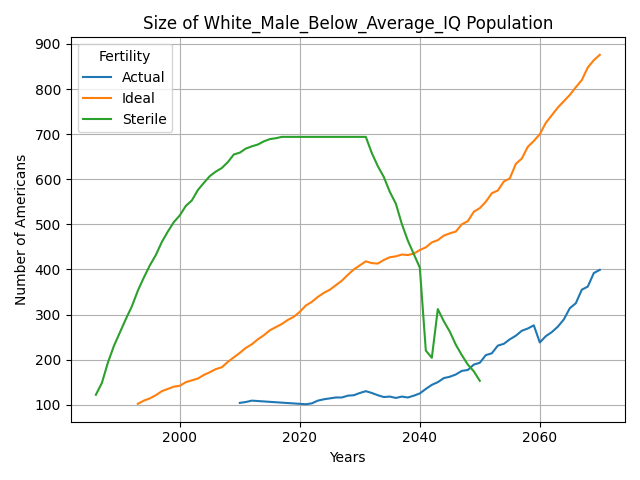 Size of White_Male_Below_Average_IQ Population
Number of Americans
900
800
700
600
500
400
300
200
100
Fertility
Actual
Ideal
Sterile
2000
2020
2040
2060
Years